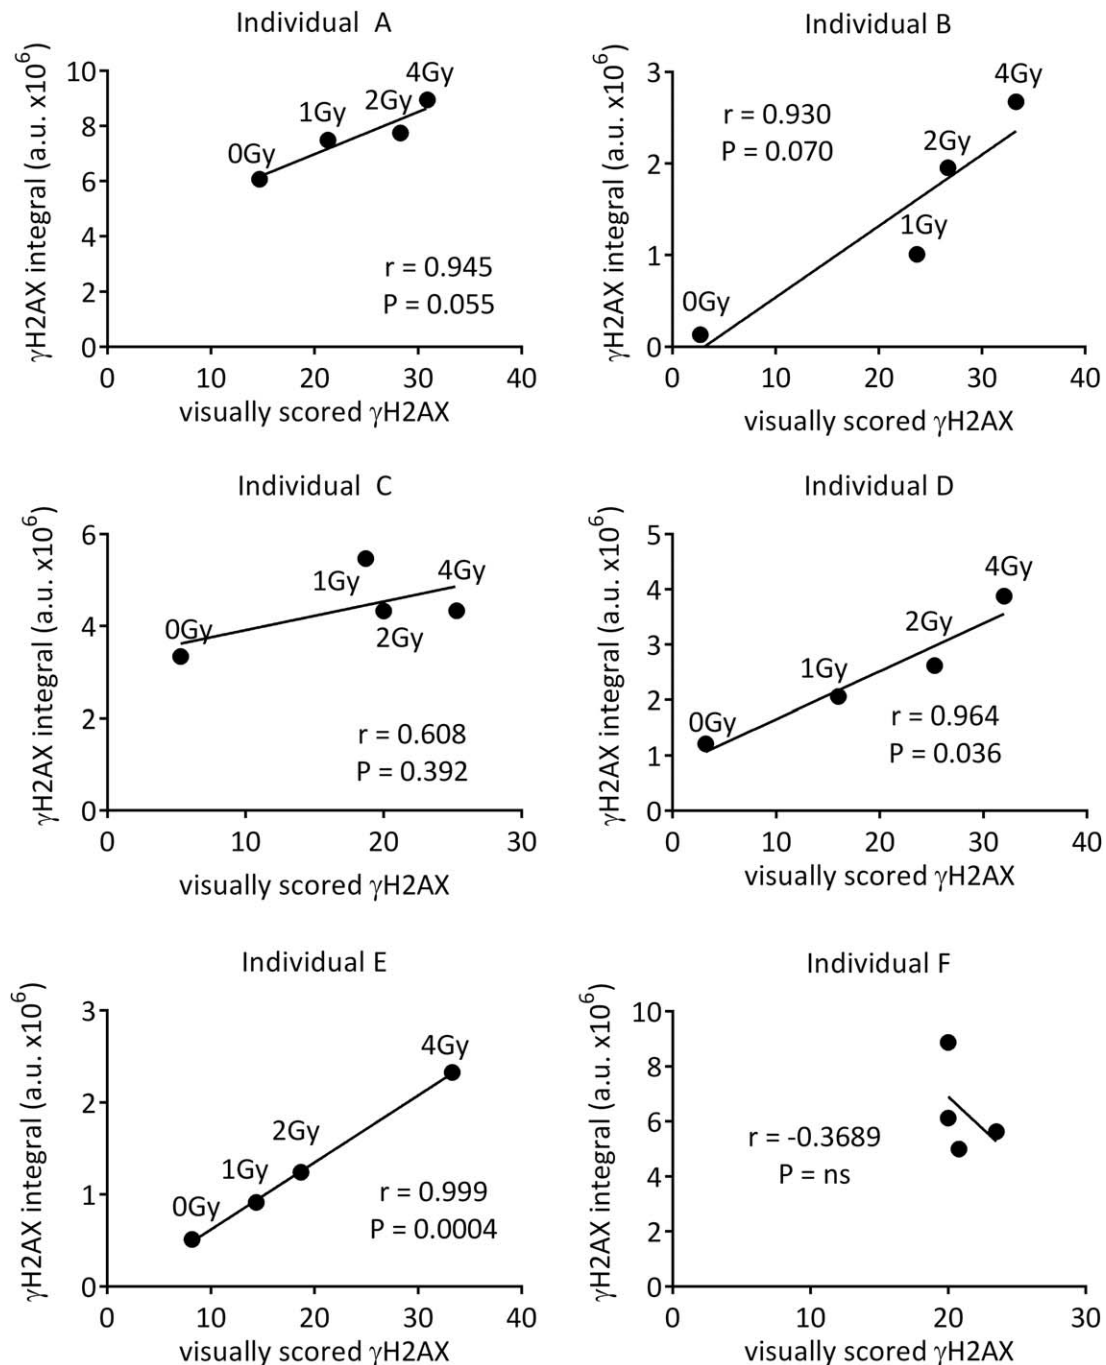 Individual A
γH2AX integral (a.u. x10⁶)
10
8
6
4
2
0
0Gy
1Gy
2Gy
4Gy
r = 0.945
P = 0.055
0 10 20 30 40
visually scored γH2AX
Individual B
γH2AX integral (a.u. x10⁶)
3
2
1
0
r = 0.930
P = 0.070
0Gy
1Gy
2Gy
4Gy
0 10 20 30 40
visually scored γH2AX
Individual C
γH2AX integral (a.u. x10⁶)
6
4
2
0
0Gy
1Gy
2Gy
4Gy
r = 0.608
P = 0.392
0 10 20 30
visually scored γH2AX
Individual D
γH2AX integral (a.u. x10⁶)
5
4
3
2
1
0
0Gy
1Gy
2Gy
4Gy
r = 0.964
P = 0.036
0 10 20 30 40
visually scored γH2AX
Individual E
γH2AX integral (a.u. x10⁶)
3
2
1
0
0Gy
1Gy
2Gy
4Gy
r = 0.999
P = 0.0004
0 10 20 30 40
visually scored γH2AX
Individual F
γH2AX integral (a.u. x10⁶)
10
8
6
4
2
0
r = -0.3689
P = ns
0 10 20 30
visually scored γH2AX